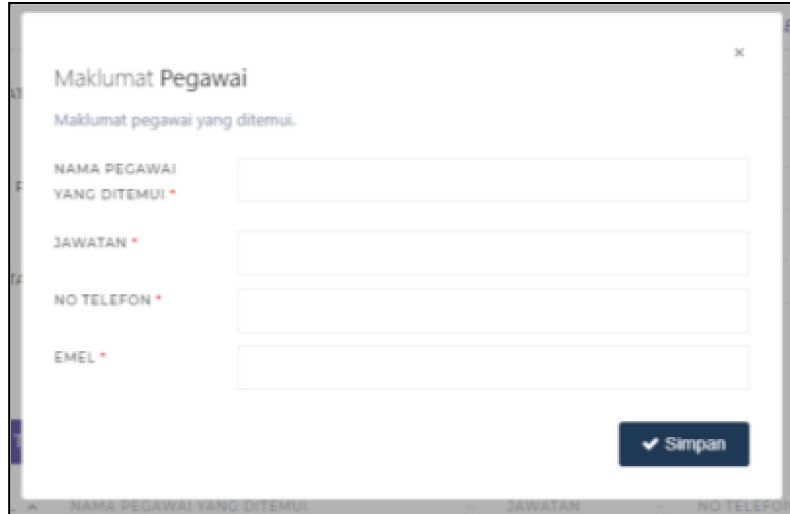 ×
Maklumat Pegawai
Maklumat pegawai yang ditemui.
NAMA PEGAWAI
YANG DITEMUI *
JAWATAN *
NO TELEFON *
EMEL *
✔ Simpan
NAMA PEGAWAI YANG DITEMUI JAWATAN NO TELEFON